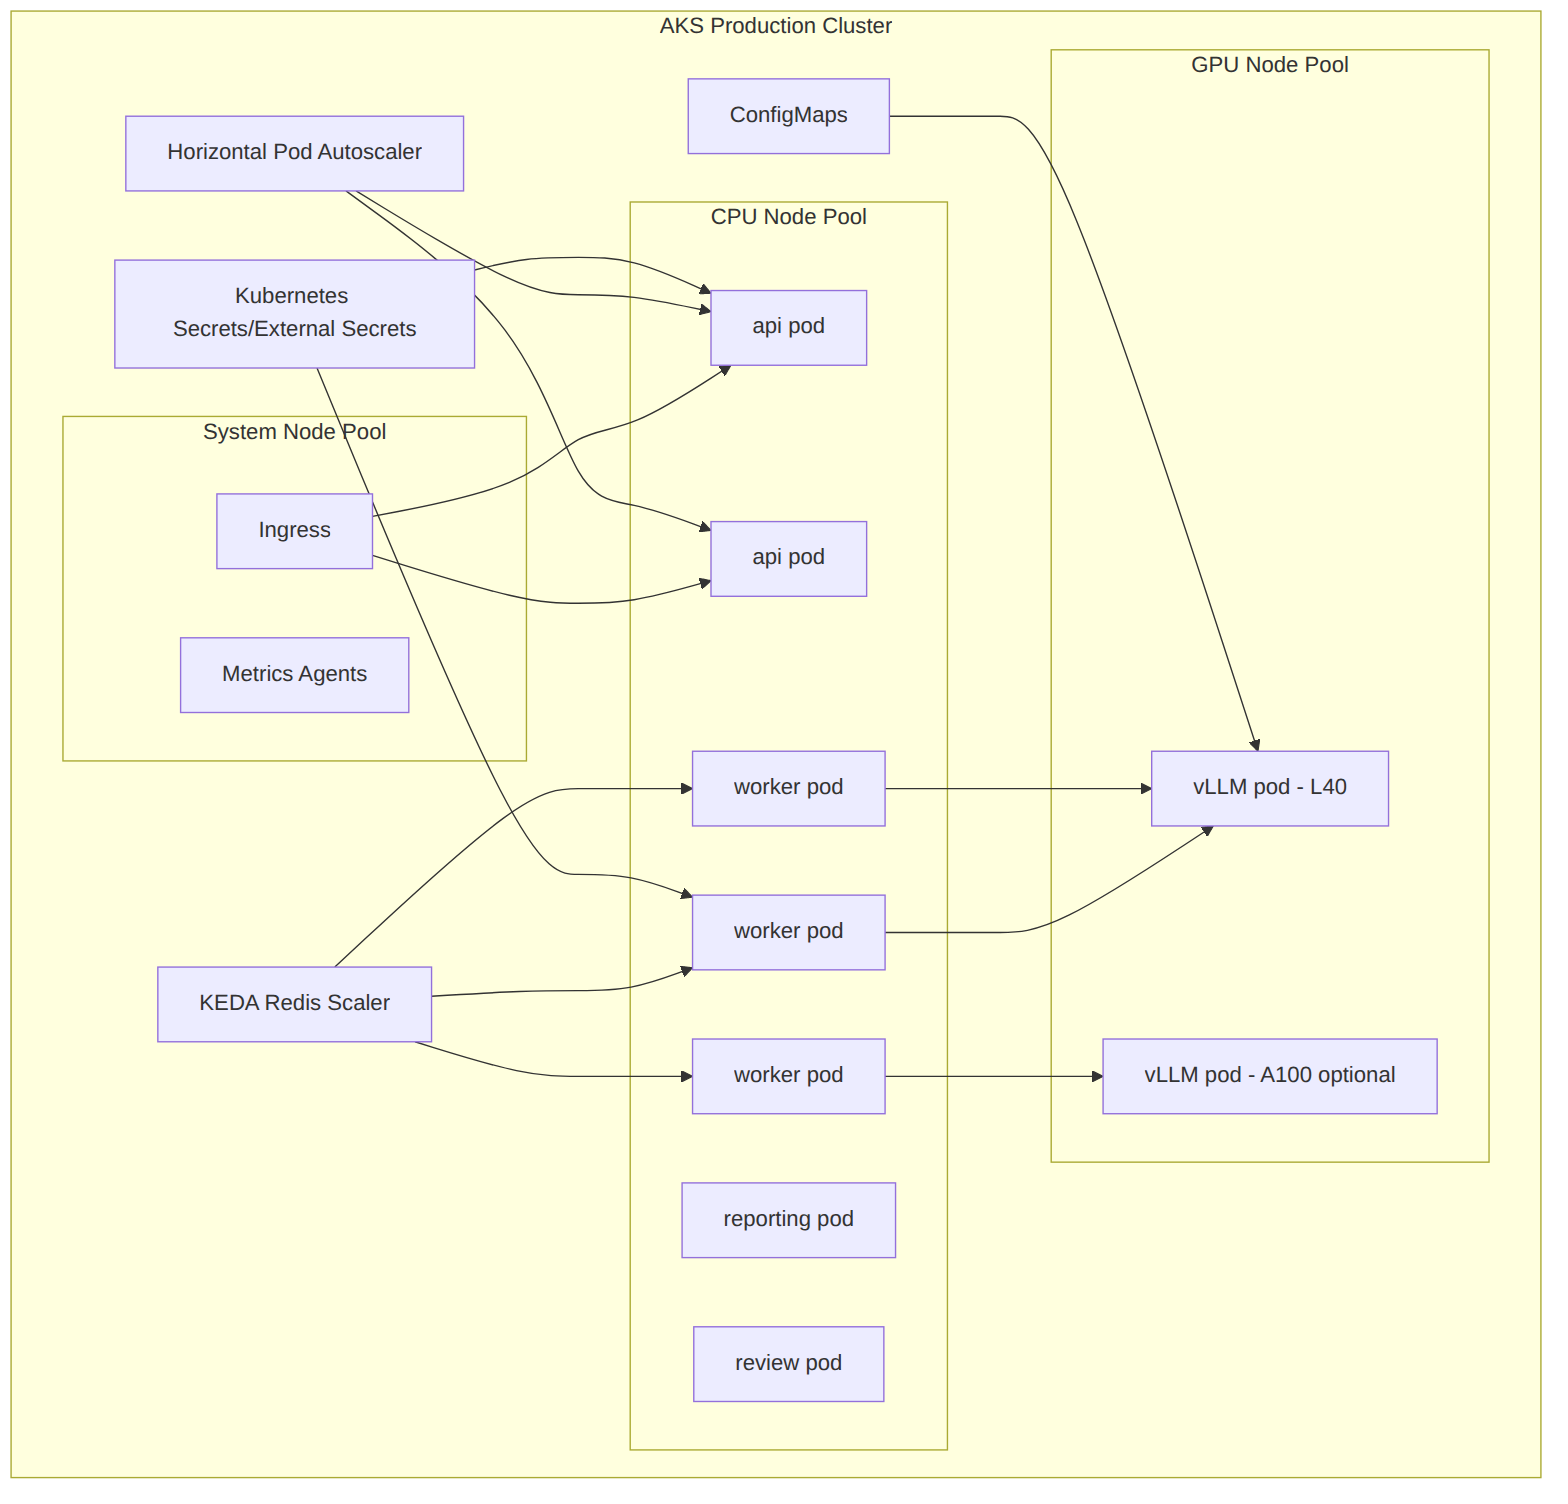 AKS Production Cluster
GPU Node Pool
ConfigMaps
Horizontal Pod Autoscaler
CPU Node Pool
Kubernetes
Secrets/External Secrets
api pod
System Node Pool
Ingress
api pod
Metrics Agents
worker pod
vLLM pod - L40
worker pod
KEDA Redis Scaler
worker pod
vLLM pod - A100 optional
reporting pod
review pod